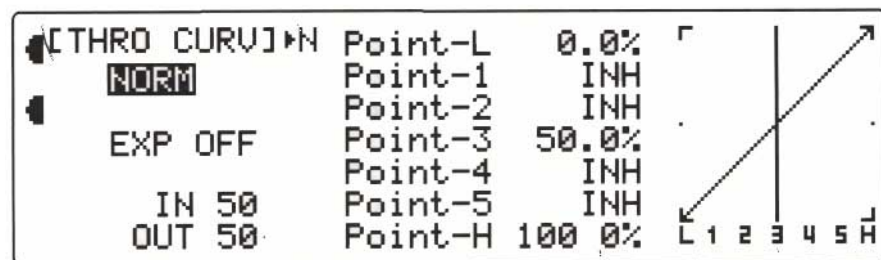 [THRO CURV]▸N
NORM
EXP OFF
IN 50
OUT 50
Point-L 0.0%
Point-1 INH
Point-2 INH
Point-3 50.0%
Point-4 INH
Point-5 INH
Point-H 100 0%
L 1 2 3 4 5 H